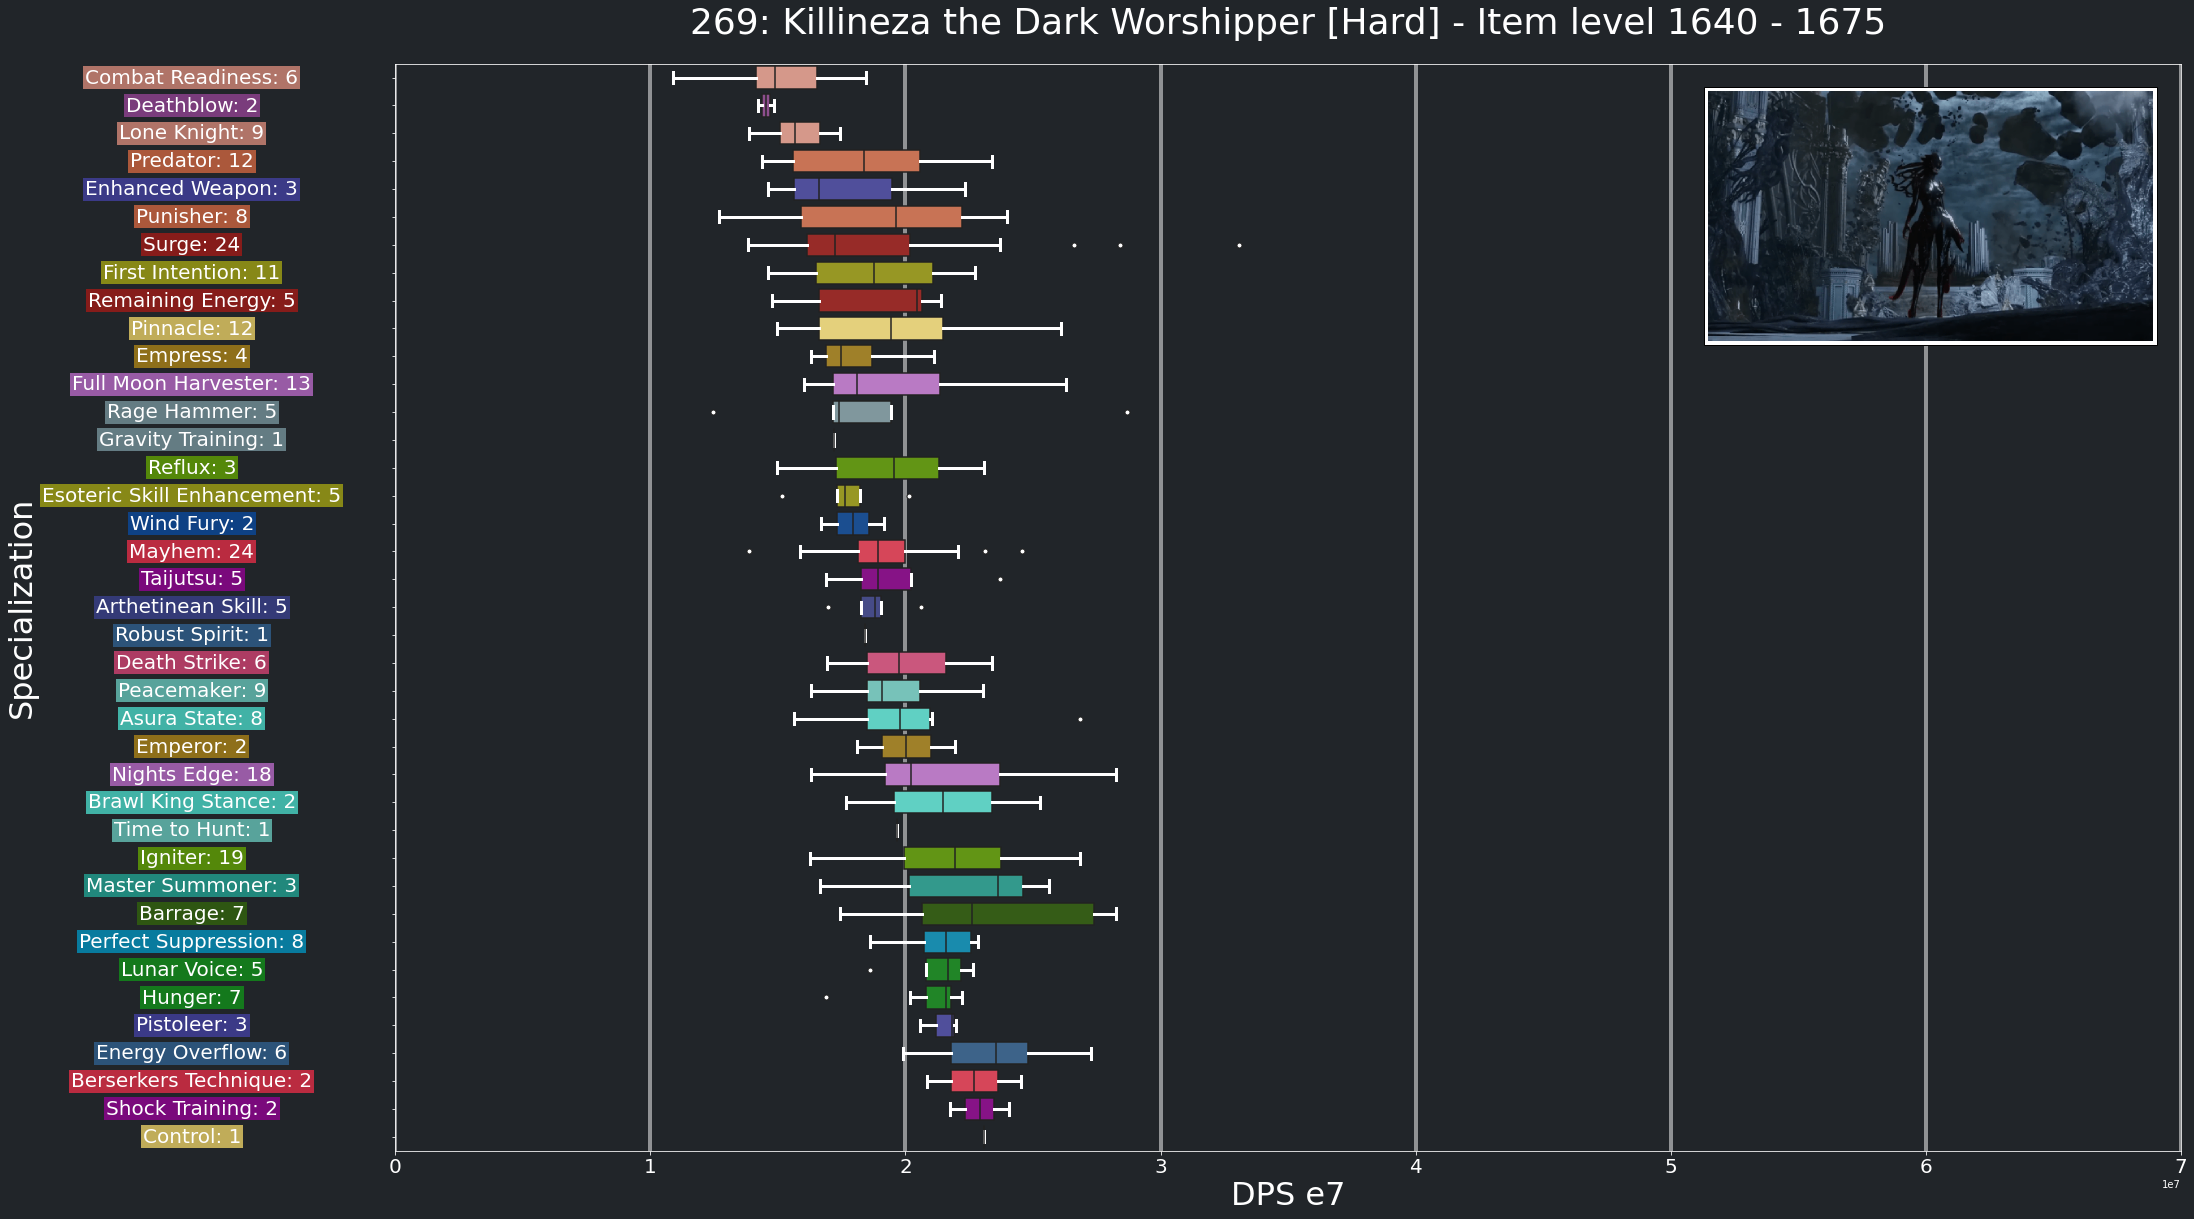 269: Killineza the Dark Worshipper [Hard] - Item level 1640 - 1675
Specialization
Combat Readiness: 6
Deathblow: 2
Lone Knight: 9
Predator: 12
Enhanced Weapon: 3
Punisher: 8
Surge: 24
First Intention: 11
Remaining Energy: 5
Pinnacle: 12
Empress: 4
Full Moon Harvester: 13
Rage Hammer: 5
Gravity Training: 1
Reflux: 3
Esoteric Skill Enhancement: 5
Wind Fury: 2
Mayhem: 24
Taijutsu: 5
Arthetinean Skill: 5
Robust Spirit: 1
Death Strike: 6
Peacemaker: 9
Asura State: 8
Emperor: 2
Nights Edge: 18
Brawl King Stance: 2
Time to Hunt: 1
Igniter: 19
Master Summoner: 3
Barrage: 7
Perfect Suppression: 8
Lunar Voice: 5
Hunger: 7
Pistoleer: 3
Energy Overflow: 6
Berserkers Technique: 2
Shock Training: 2
Control: 1
0 1 2 3 4 5 6 7
1e7
DPS e7